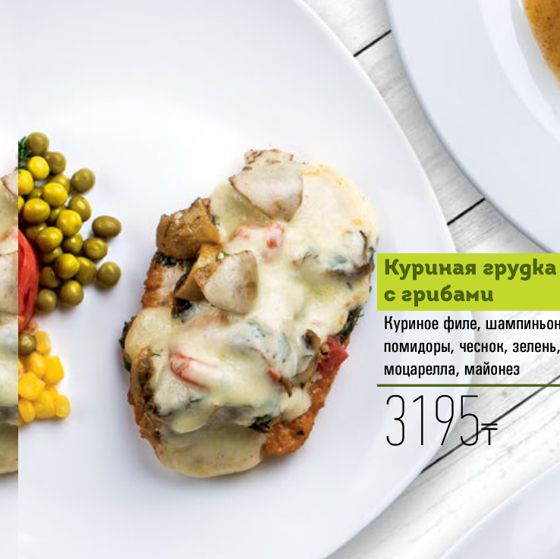 Куриная грудка
с грибами
Куриное филе, шампиньон
помидоры, чеснок, зелень,
моцарелла, майонез
3195₸